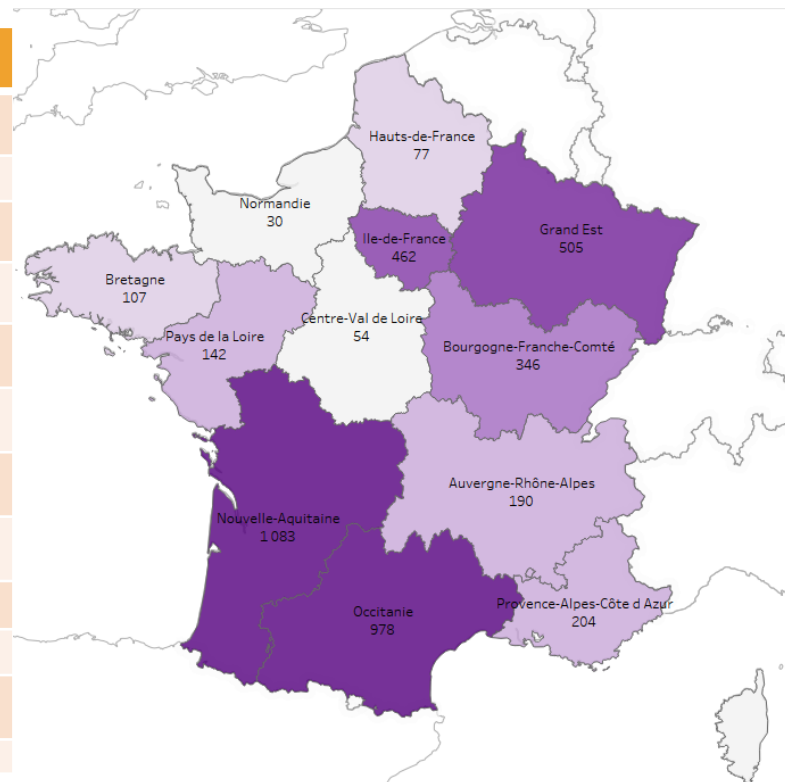 Hauts-de-France
77
Normandie
30
Ile-de-France
462
Grand Est
505
Bretagne
107
Centre-Val de Loire
54
Pays de la Loire
142
Bourgogne-Franche-Comté
346
Auvergne-Rhône-Alpes
190
Nouvelle-Aquitaine
1 083
Occitanie
978
Provence-Alpes-Côte d Azur
204